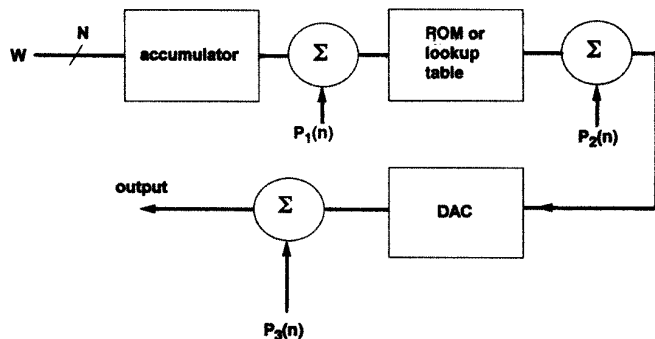 W
N
accumulator
Σ
ROM or
lookup
table
Σ
P₁(n)
P₂(n)
output
Σ
DAC
P₃(n)